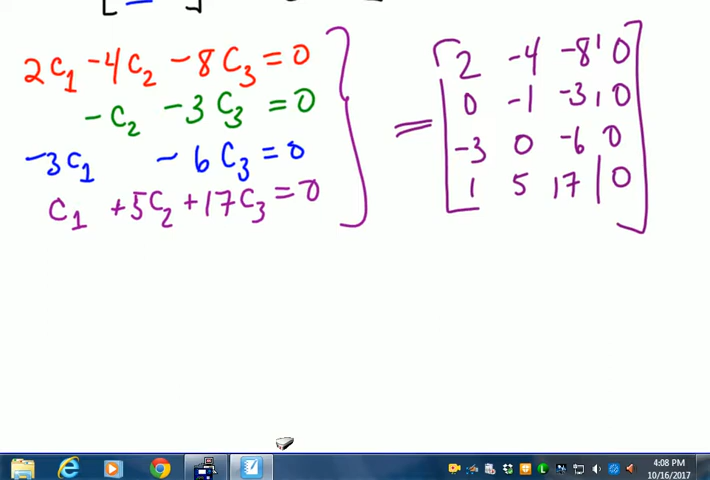 2C₁ -4C₂ -8C₃ = 0
-C₂ -3C₃ = 0
-3C₁ -6C₃ = 0
C₁ +5C₂ +17C₃ = 0
=
2 -4 -8 | 0
0 -1 -3 | 0
-3 0 -6 0
1 5 17 | 0
4:08 PM
10/16/2017